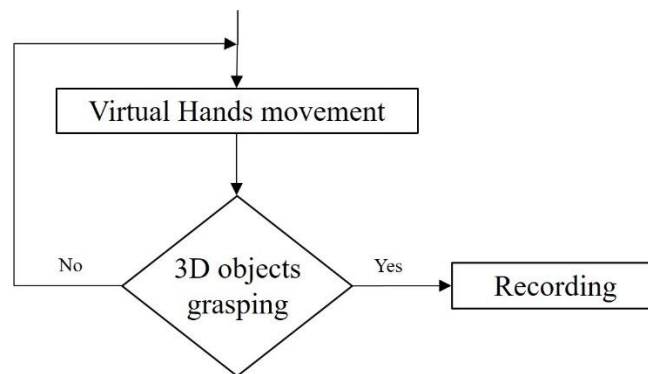 Virtual Hands movement
No
3D objects
grasping
Yes
Recording